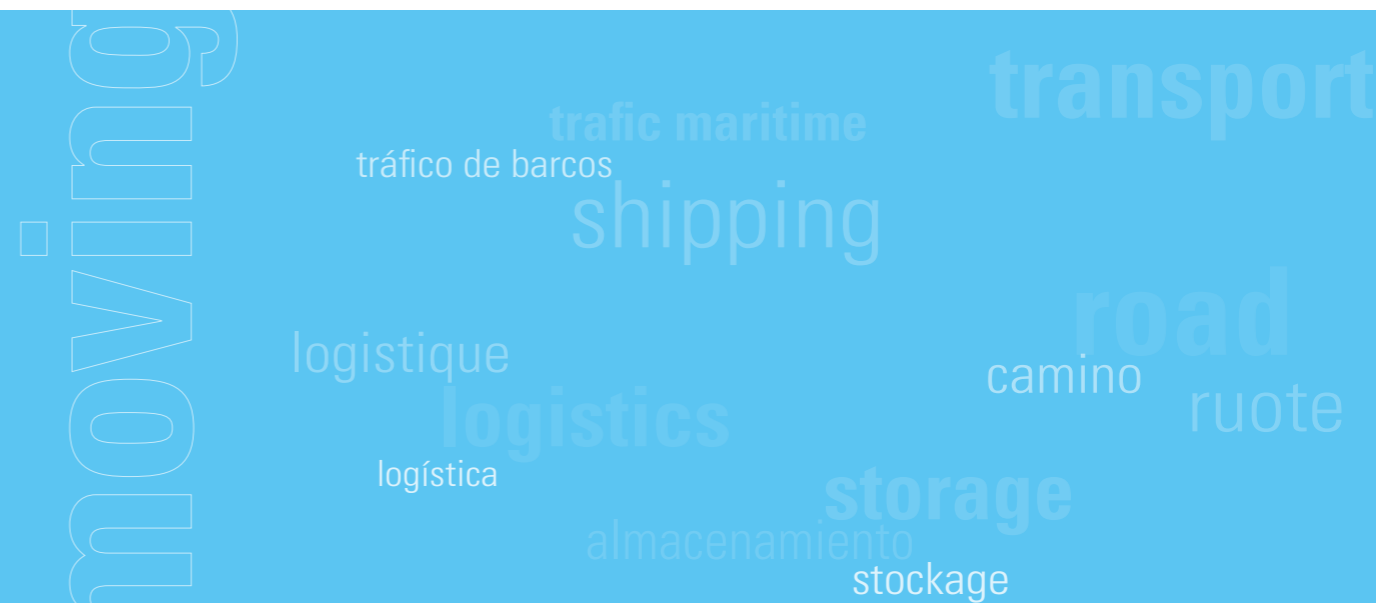 moving
transport
trafic maritime
tráfico de barcos
shipping
road
logistique
camino
ruote
logistics
logística
storage
almacenamiento
stockage